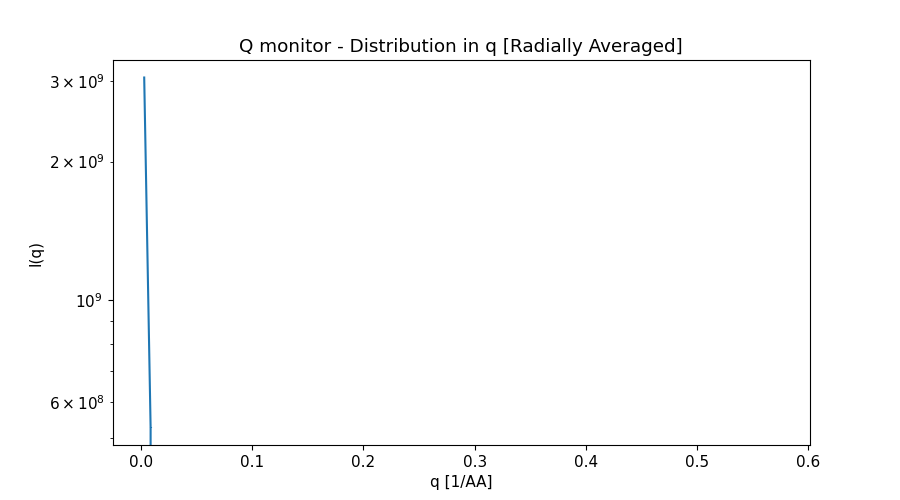 Q monitor - Distribution in q [Radially Averaged]
3 × 10⁹
2 × 10⁹
I(q)
10⁹
6 × 10⁸
0.0 0.1 0.2 0.3 0.4 0.5 0.6
q [1/AA]